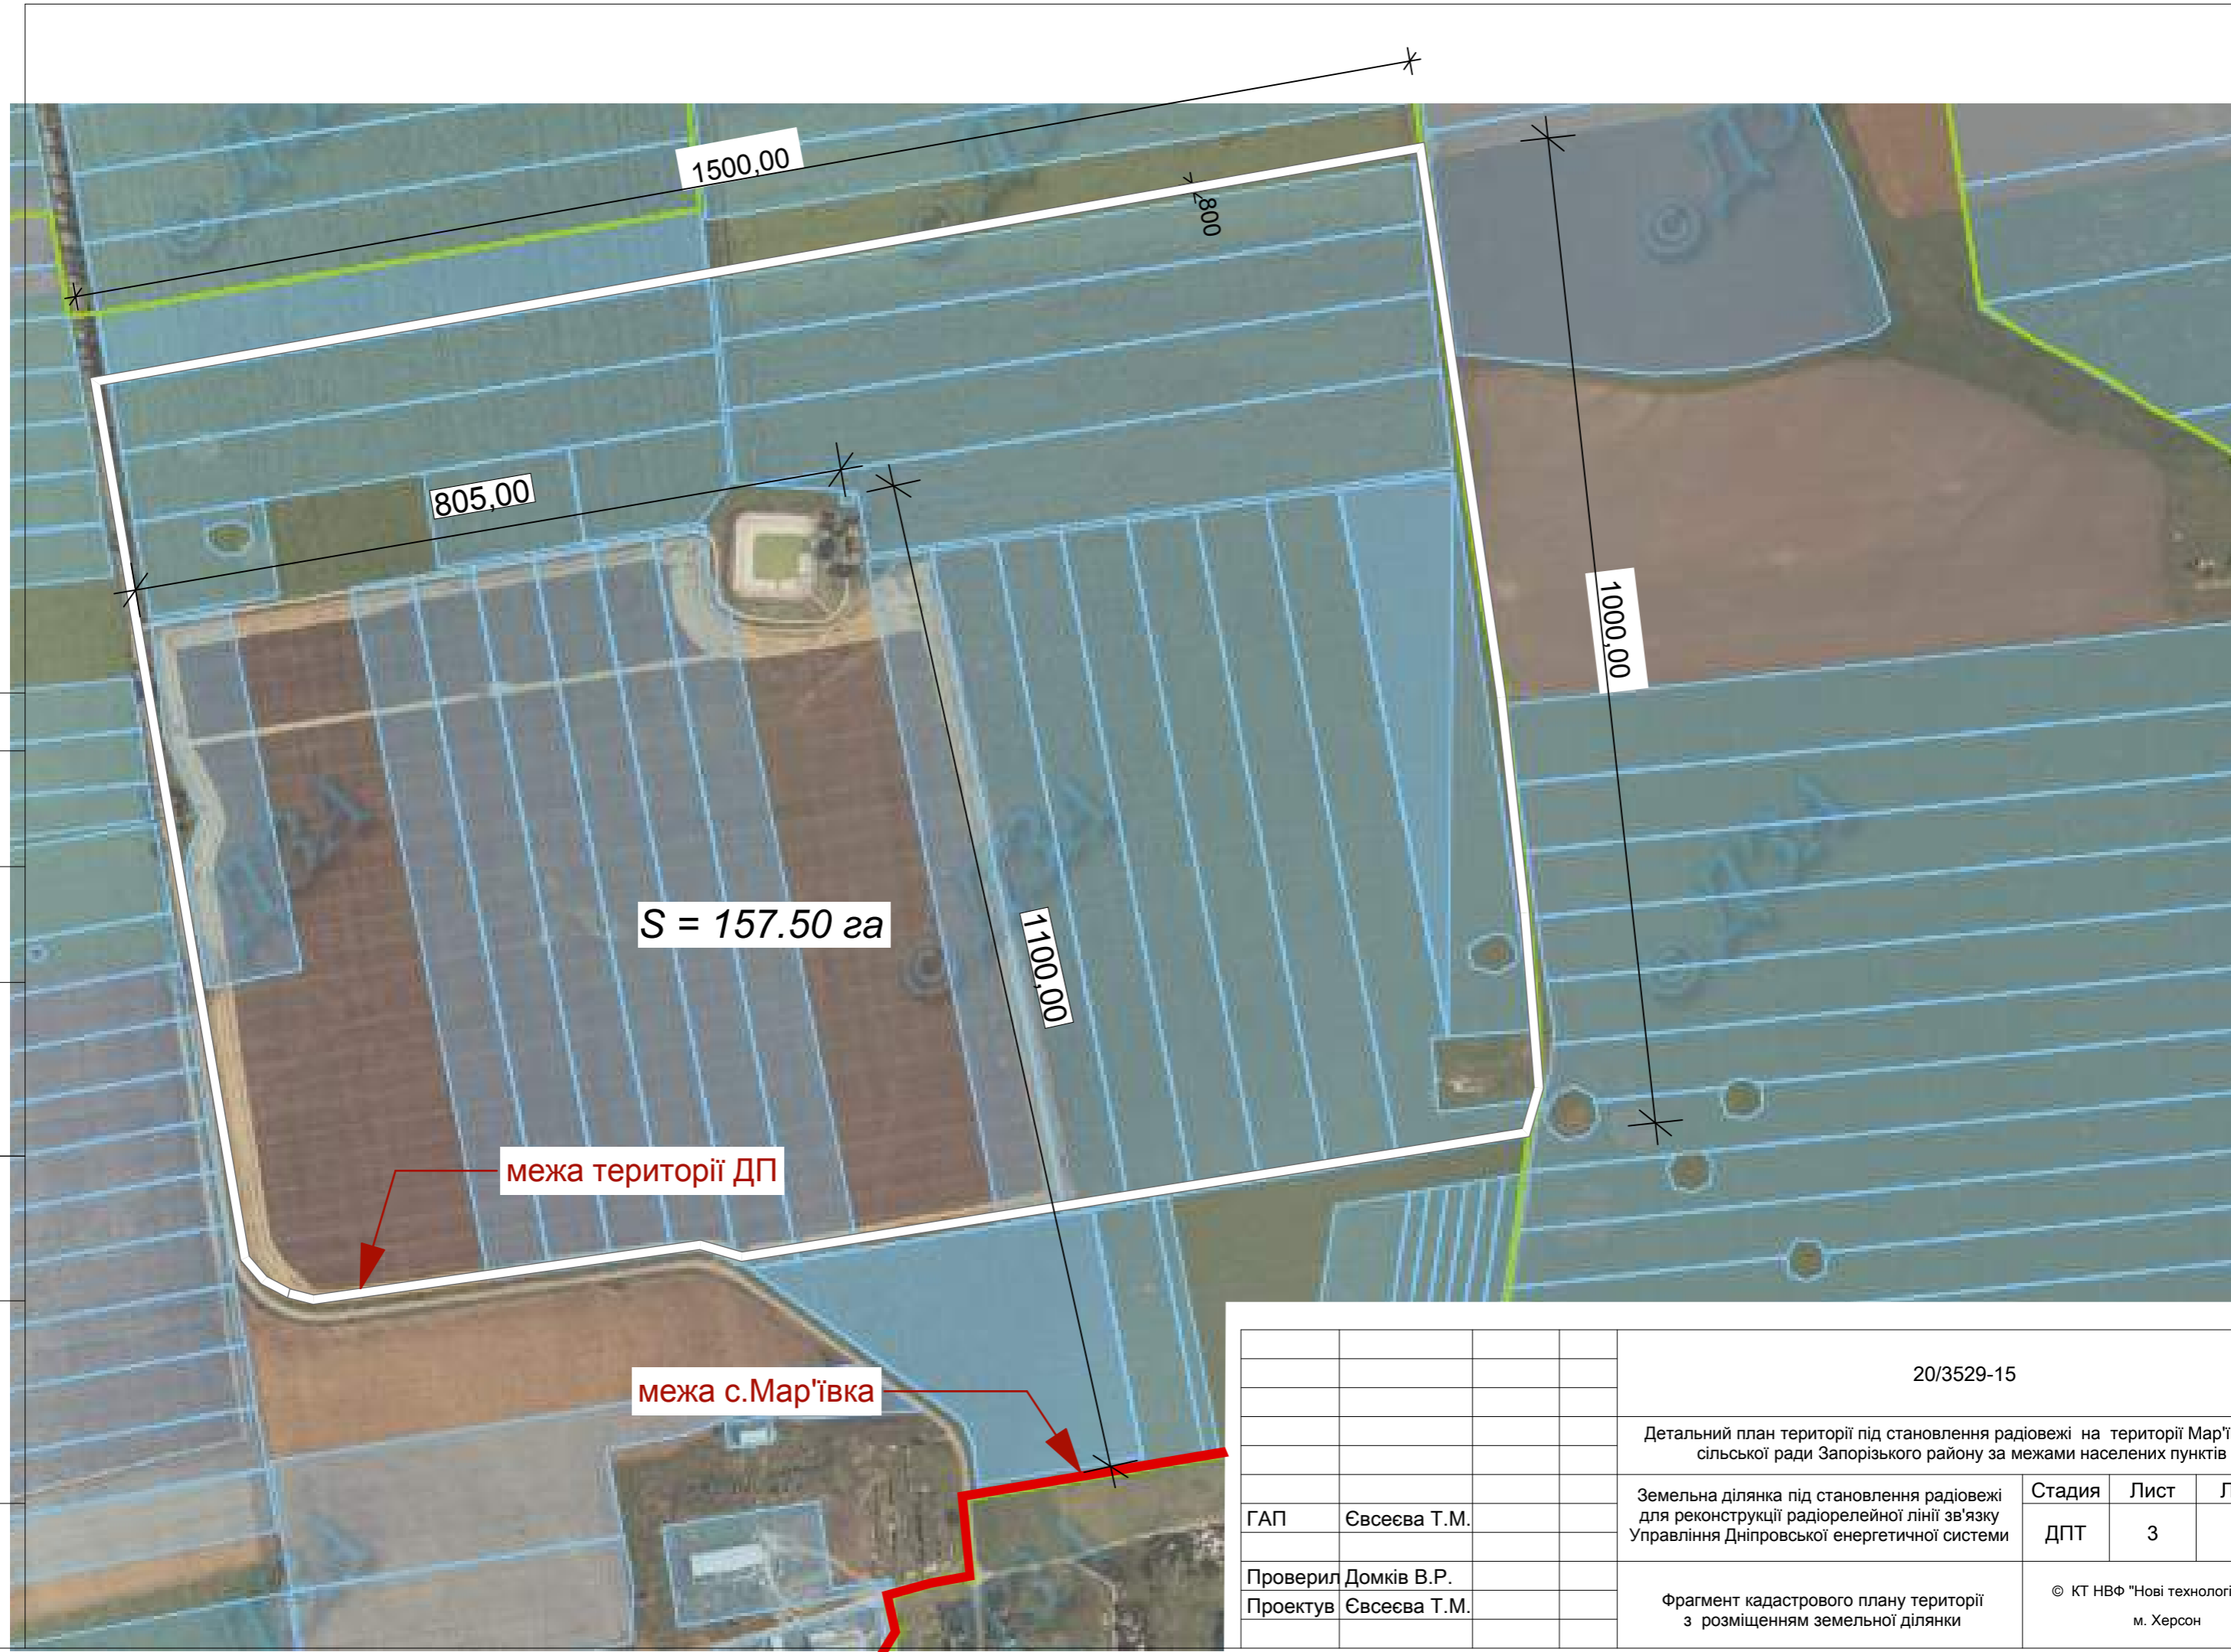 1500,00
800
805,00
1000,00
S = 157.50 га
1100,00
межа території ДП
межа с.Мар'ївка
20/3529-15
Детальний план території під становлення радіовежі на території Мар'ї
сільської ради Запорізького району за межами населених пунктів
Земельна ділянка під становлення радіовежі
для реконструкції радіорелейної лінії зв'язку
Управління Дніпровської енергетичної системи
Стадия Лист Л
ДПТ 3
ГАП Євсеєва Т.М.
Проверил Домків В.Р.
Проектув Євсеєва Т.М.
Фрагмент кадастрового плану території
з розміщенням земельної ділянки
© КТ НВФ "Нові технологі
м. Херсон